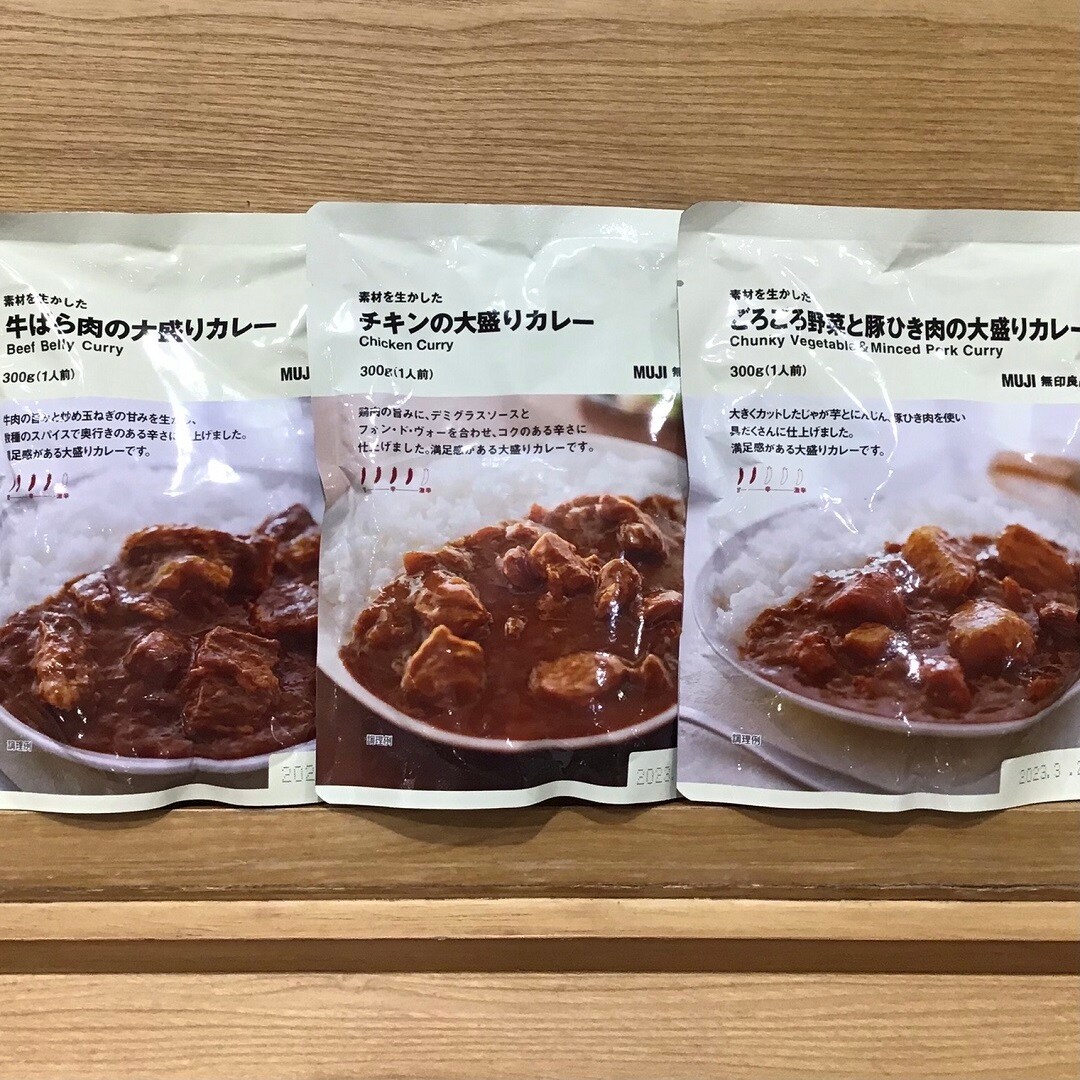 素材を生かした
牛ばら肉の大盛りカレー
Beef Belly Curry
300g(1人前)
MUJ
牛肉の旨みと炒め玉ねぎの甘みを生かし、
数種のスパイスで奥行きのある辛さに仕上げました。
満足感がある大盛りカレーです。
辛
激辛
調理例
202
素材を生かした
チキンの大盛りカレー
Chicken Curry
300g(1人前)
MUJI 無
鶏肉の旨みに、デミグラスソースと
フォン・ド・ヴォーを合わせ、コクのある辛さに
仕上げました。満足感がある大盛りカレーです。
辛
激辛
調理例
2023.
素材を生かした
ごろごろ野菜と豚ひき肉の大盛りカレー
Chunky Vegetable & Minced Pork Curry
300g(1人前)
MUJI 無印良
大きくカットしたじゃが芋とにんじん、豚ひき肉を使い
具だくさんに仕上げました。
満足感がある大盛りカレーです。
甘
辛
激辛
調理例
2023.3.2